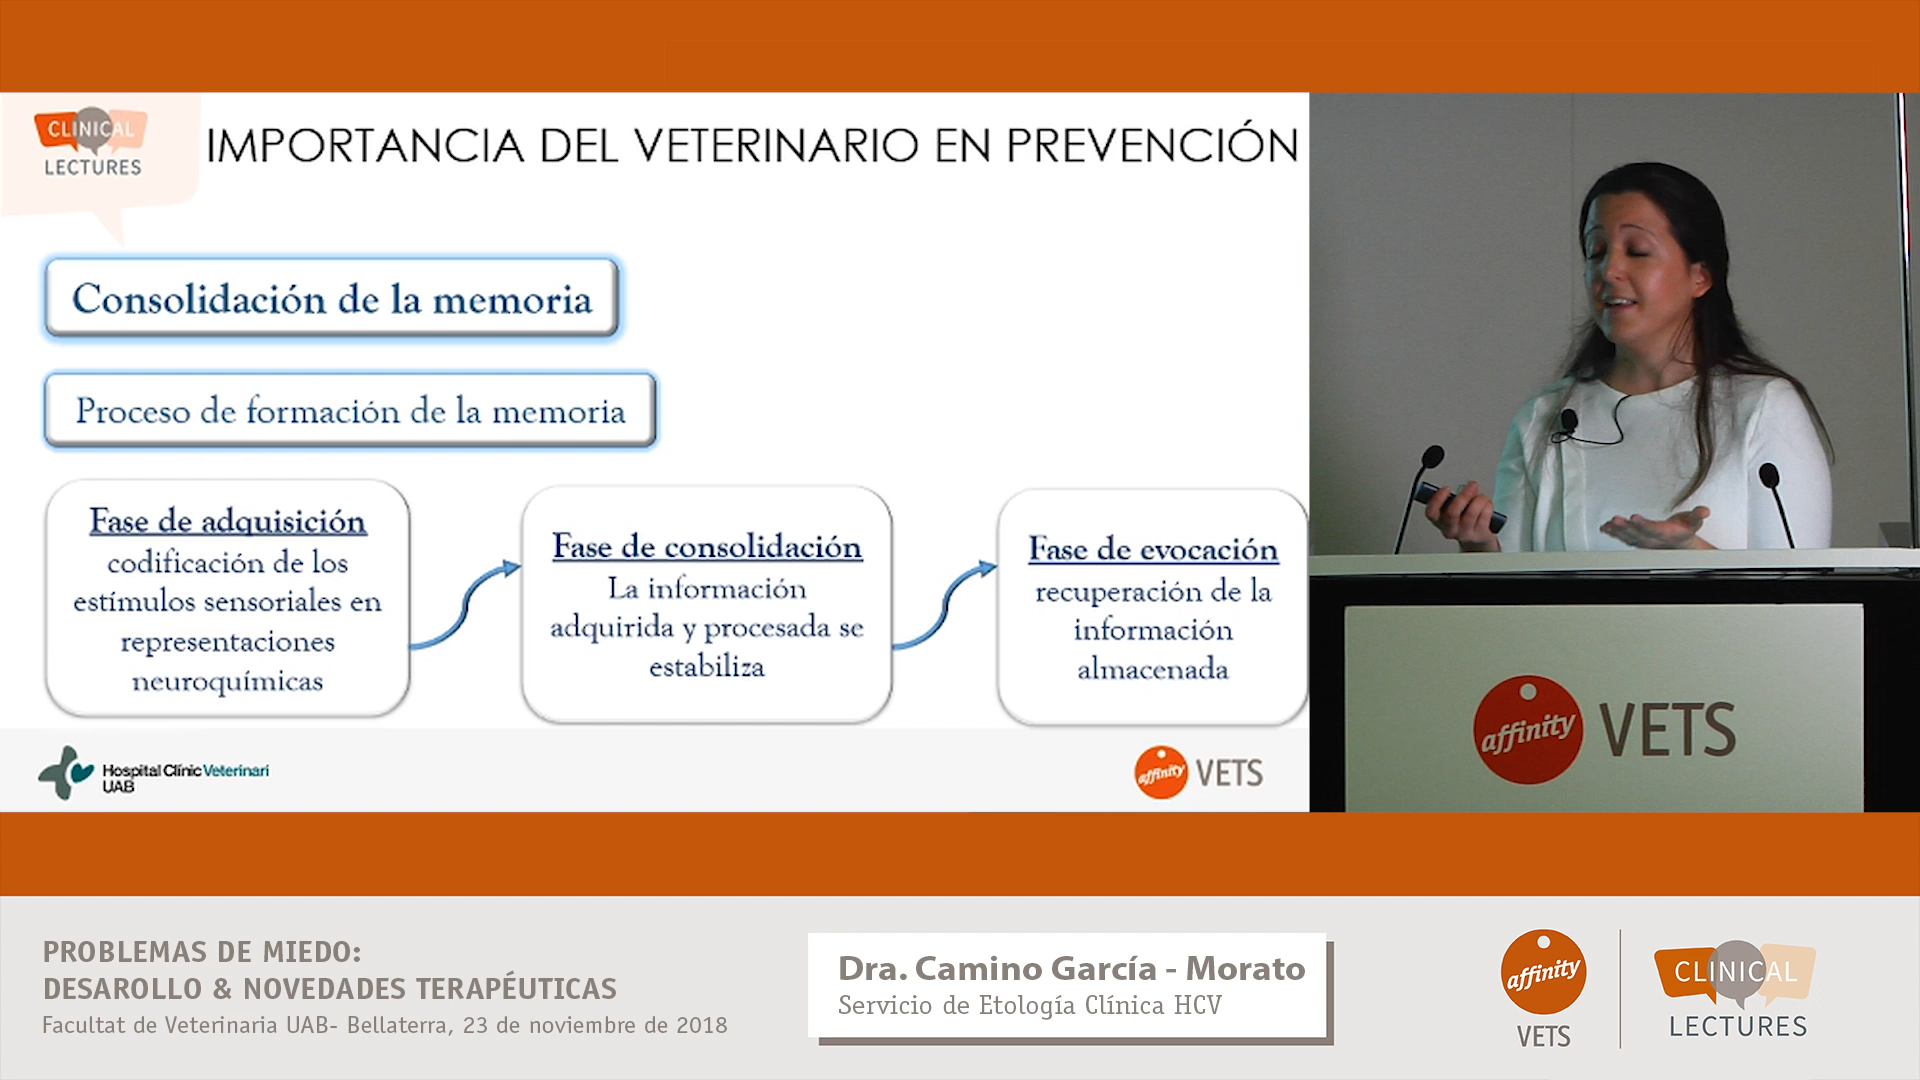 CLINICAL
LECTURES
IMPORTANCIA DEL VETERINARIO EN PREVENCIÓN
Consolidación de la memoria
Proceso de formación de la memoria
Fase de adquisición
codificación de los
estímulos sensoriales en
representaciones
neuroquímicas
Fase de consolidación
La información
adquirida y procesada se
estabiliza
Fase de evocación
recuperación de la
información
almacenada
Hospital Clínic Veterinari
UAB
affinity VETS
affinity VETS
PROBLEMAS DE MIEDO:
DESAROLLO & NOVEDADES TERAPÉUTICAS
Facultat de Veterinaria UAB- Bellaterra, 23 de noviembre de 2018
Dra. Camino García - Morato
Servicio de Etología Clínica HCV
affinity
VETS
CLINICAL
LECTURES